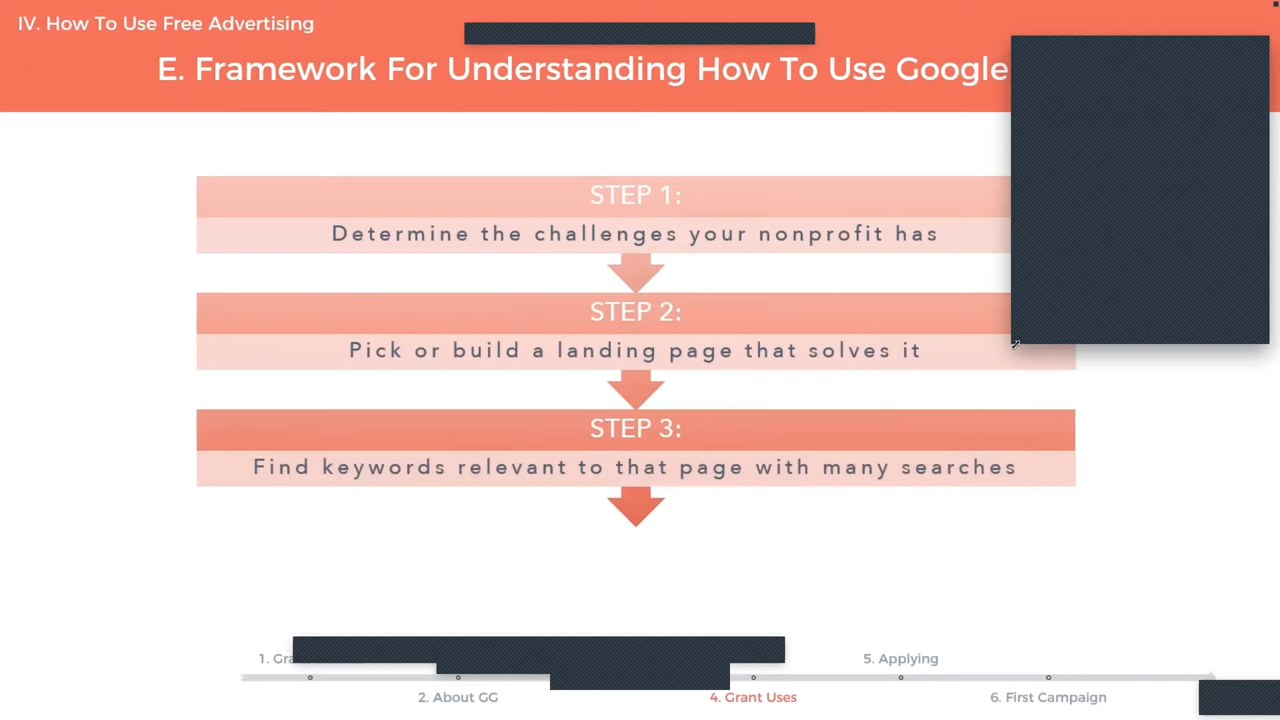 IV. How To Use Free Advertising
E. Framework For Understanding How To Use Google
STEP 1:
Determine the challenges your nonprofit has
STEP 2:
Pick or build a landing page that solves it
STEP 3:
Find keywords relevant to that page with many searches
1.
5. Applying
2. About GG
4. Grant Uses
6. First Campaign